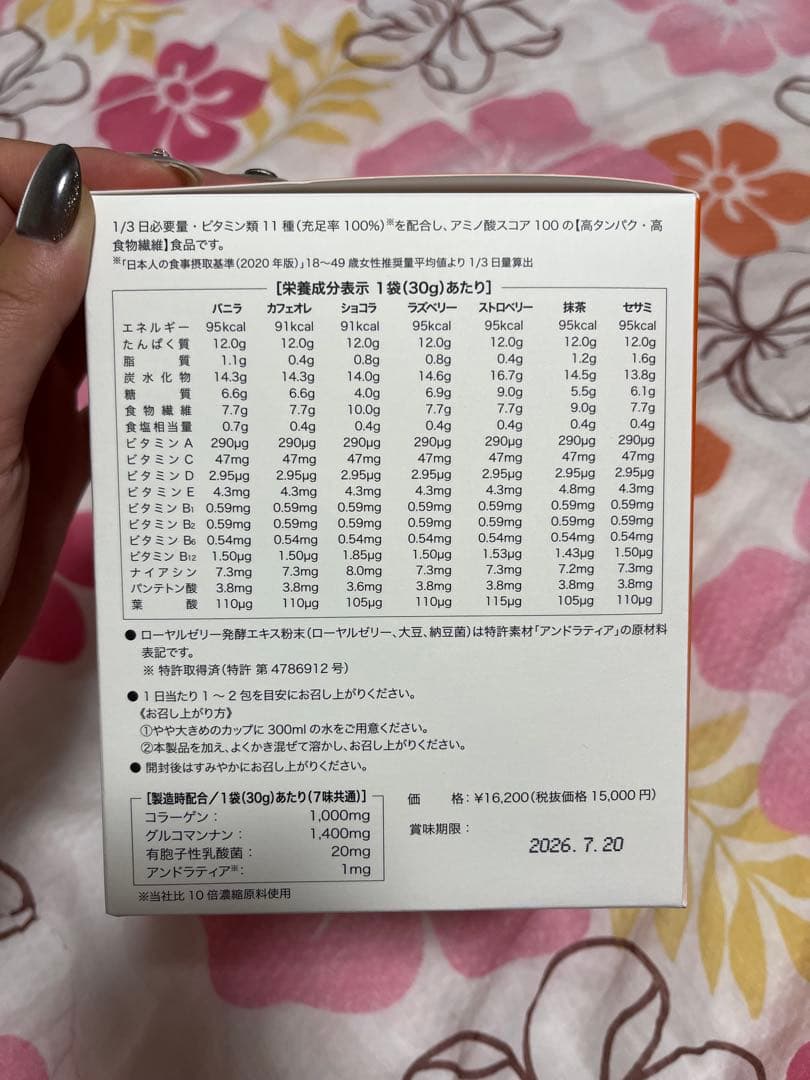 1/3日必要量・ビタミン類11種(充足率100%)※を配合し、アミノ酸スコア100の【高タンパク・高
食物繊維】食品です。
※「日本人の食事摂取基準(2020年版)」18〜49歳女性推奨量平均値より1/3日量算出
[栄養成分表示 1袋(30g)あたり]
バニラ カフェオレ ショコラ ラズベリー ストロベリー 抹茶 セサミ
エネルギー 95kcal 91kcal 91kcal 95kcal 95kcal 95kcal 95kcal
たんぱく質 12.0g 12.0g 12.0g 12.0g 12.0g 12.0g 12.0g
脂質 1.1g 0.4g 0.8g 0.8g 0.4g 1.2g 1.6g
炭水化物 14.3g 14.3g 14.0g 14.6g 16.7g 14.5g 13.8g
糖質 6.6g 6.6g 4.0g 6.9g 9.0g 5.5g 6.1g
食物繊維 7.7g 7.7g 10.0g 7.7g 7.7g 9.0g 7.7g
食塩相当量 0.7g 0.4g 0.4g 0.4g 0.4g 0.4g 0.4g
ビタミンA 290μg 290μg 290μg 290μg 290μg 290μg 290μg
ビタミンC 47mg 47mg 47mg 47mg 47mg 47mg 47mg
ビタミンD 2.95μg 2.95μg 2.95μg 2.95μg 2.95μg 2.95μg 2.95μg
ビタミンE 4.3mg 4.3mg 4.3mg 4.3mg 4.3mg 4.8mg 4.3mg
ビタミンB1 0.59mg 0.59mg 0.59mg 0.59mg 0.59mg 0.59mg 0.59mg
ビタミンB2 0.59mg 0.59mg 0.59mg 0.59mg 0.59mg 0.59mg 0.59mg
ビタミンB6 0.54mg 0.54mg 0.54mg 0.54mg 0.54mg 0.54mg 0.54mg
ビタミンB12 1.50μg 1.50μg 1.85μg 1.50μg 1.53μg 1.43μg 1.50μg
ナイアシン 7.3mg 7.3mg 8.0mg 7.3mg 7.3mg 7.2mg 7.3mg
パンテトン酸 3.8mg 3.8mg 3.6mg 3.8mg 3.8mg 3.8mg 3.8mg
葉酸 110μg 110μg 105μg 110μg 115μg 105μg 110μg
●ローヤルゼリー発酵エキス粉末(ローヤルゼリー、大豆、納豆菌)は特許素材「アンドラティア」の原材料
表記です。
※特許取得済(特許 第4786912号)
●1日当たり1〜2包を目安にお召し上がりください。
《お召し上がり方》
①やや大きめのカップに300mlの水をご用意ください。
②本製品を加え、よくかき混ぜて溶かし、お召し上がりください。
●開封後はすみやかにお召し上がりください。
[製造時配合/1袋(30g)あたり(7味共通)]
コラーゲン: 1,000mg
グルコマンナン: 1,400mg
有胞子性乳酸菌: 20mg
アンドラティア※: 1mg
※当社比10倍濃縮原料使用
価格:¥16,200(税抜価格15,000円)
賞味期限:
2026.7.20